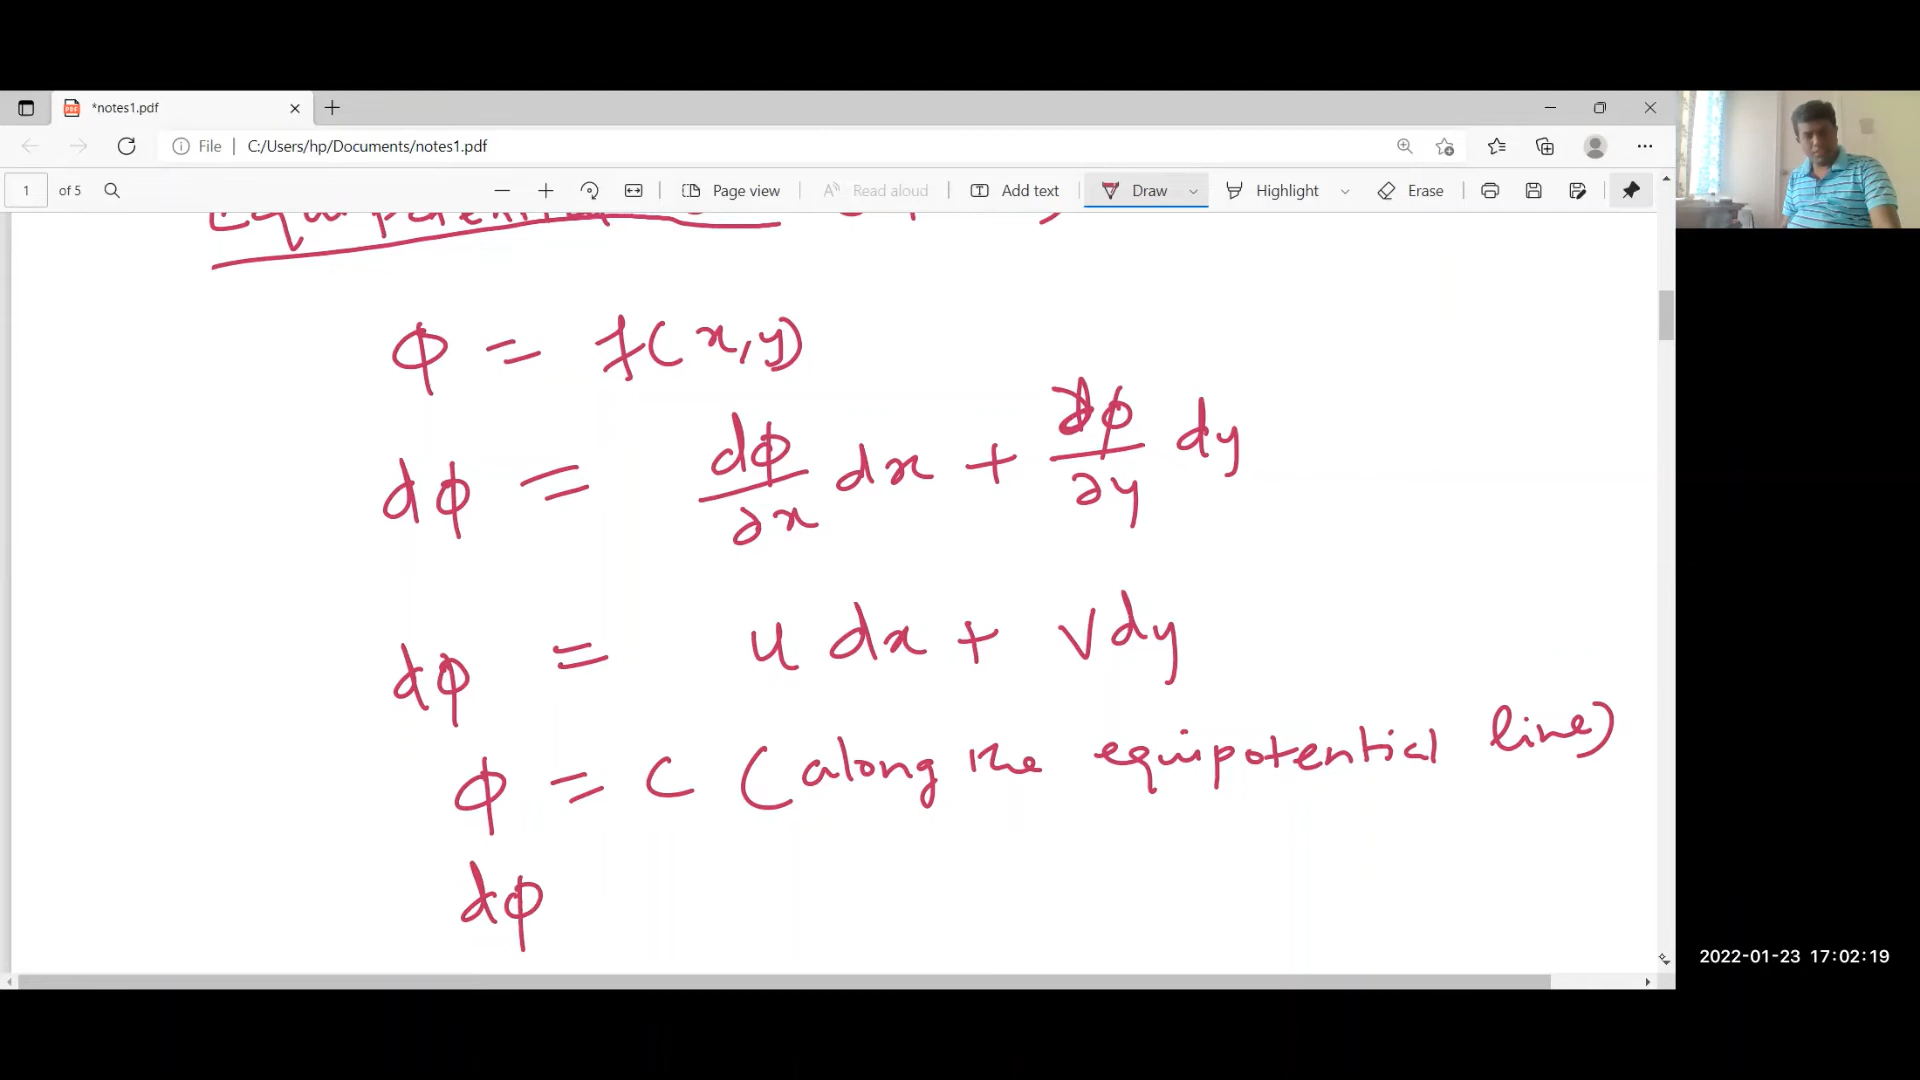 *notes1.pdf
File C:/Users/hp/Documents/notes1.pdf
1 of 5 Page view Read aloud Add text Draw Highlight Erase
Equipotential
ϕ = f(x,y)
dϕ = dϕ/∂x dx + ∂ϕ/∂y dy
dϕ = u dx + v dy
ϕ = c (along the equipotential line)
dϕ
2022-01-23 17:02:19